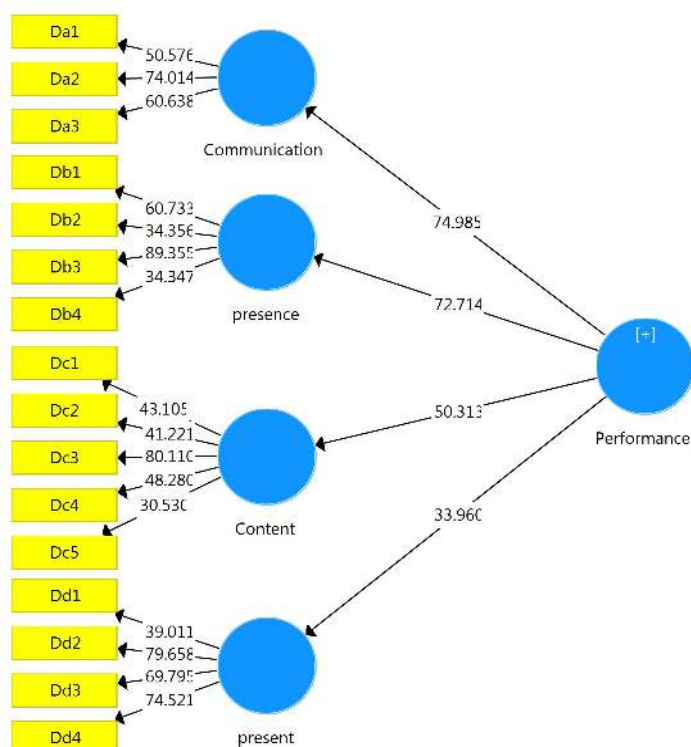 Da1
50.576
Da2
74.014
60.638
Da3
Communication
Db1
60.733
Db2
34.356
Db3
89.355
34.347
Db4
presence
74.985
72.714
[+]
Performance
Dc1
43.105
Dc2
41.221
Dc3
80.110
Dc4
48.280
30.530
Dc5
Content
50.313
33.960
Dd1
39.011
Dd2
79.658
Dd3
69.795
74.521
Dd4
present